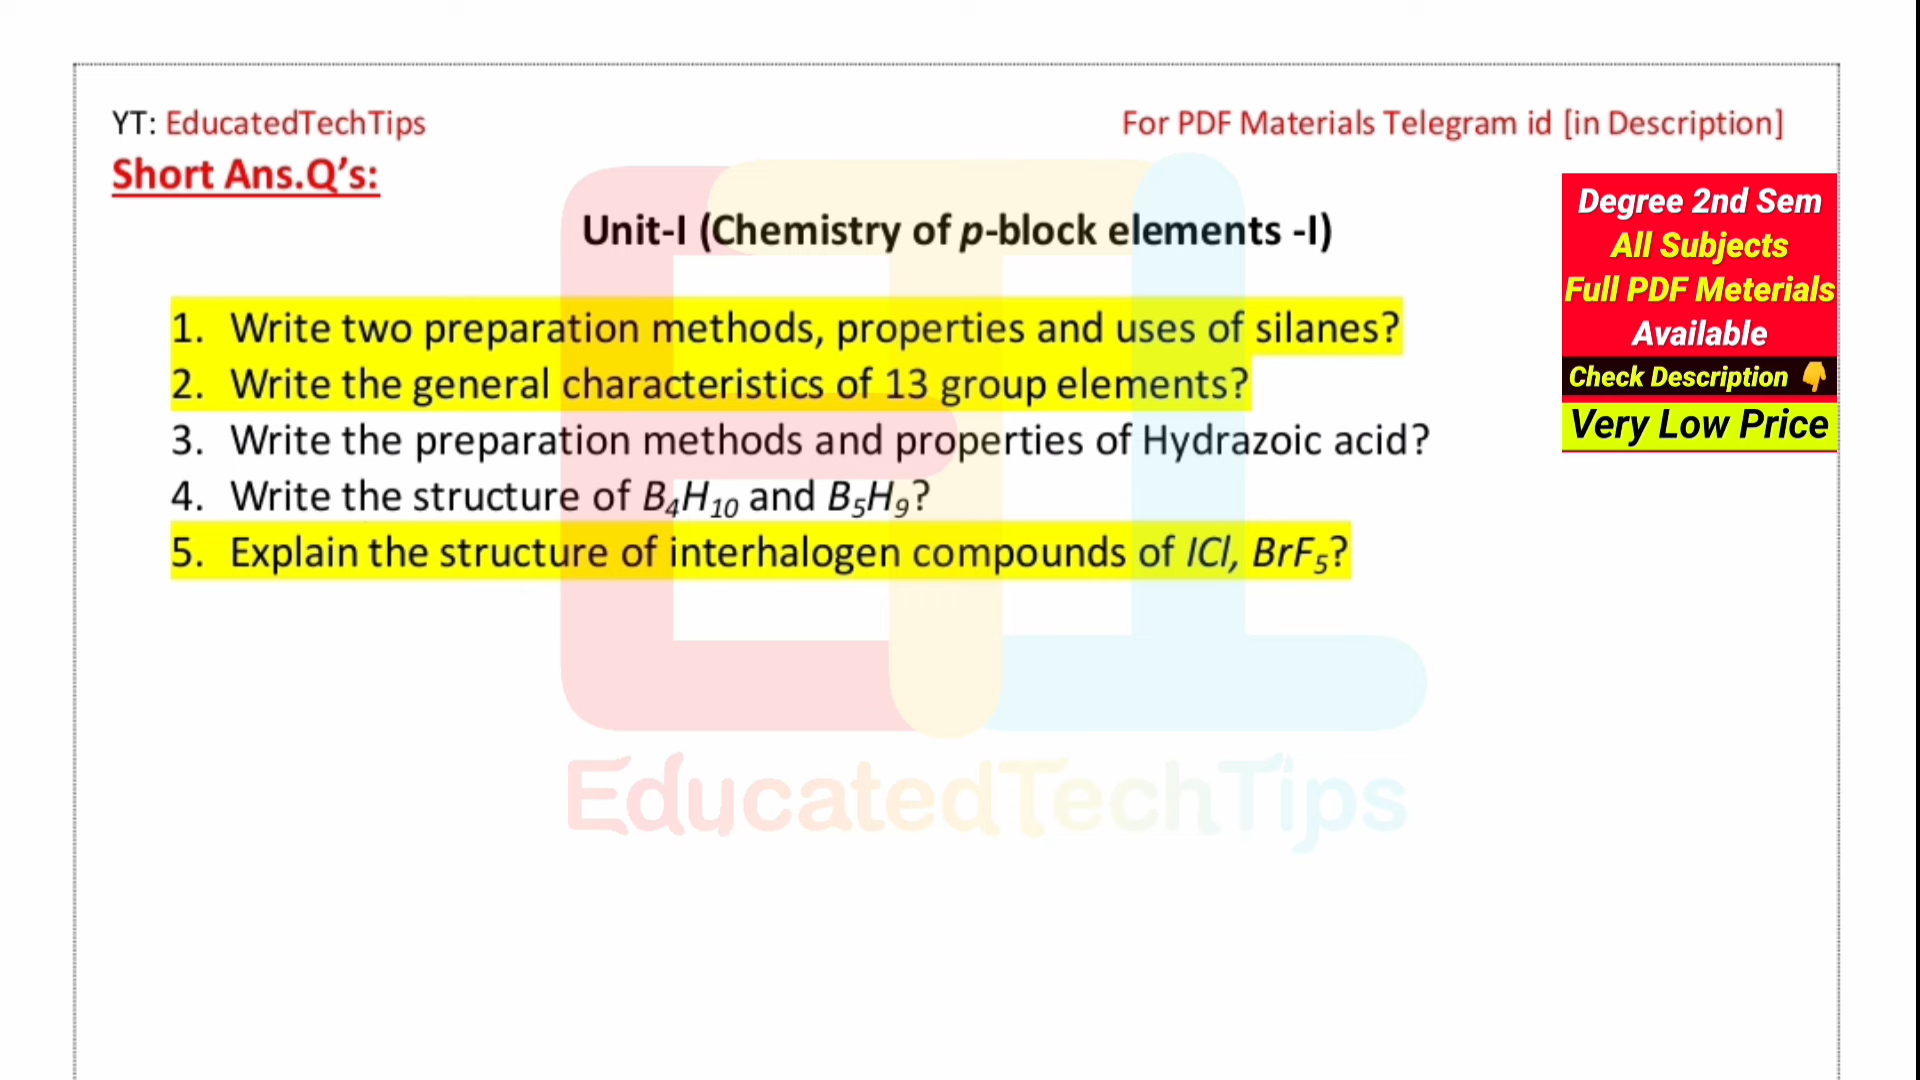 YT: EducatedTechTips
For PDF Materials Telegram id [in Description]
Short Ans.Q’s:
Unit-I (Chemistry of p-block elements -I)
1. Write two preparation methods, properties and uses of silanes?
2. Write the general characteristics of 13 group elements?
3. Write the preparation methods and properties of Hydrazoic acid?
4. Write the structure of B₄H₁₀ and B₅H₉?
5. Explain the structure of interhalogen compounds of ICl, BrF₅?
Degree 2nd Sem
All Subjects
Full PDF Meterials
Available
Check Description 👇
Very Low Price
EducatedTechTips